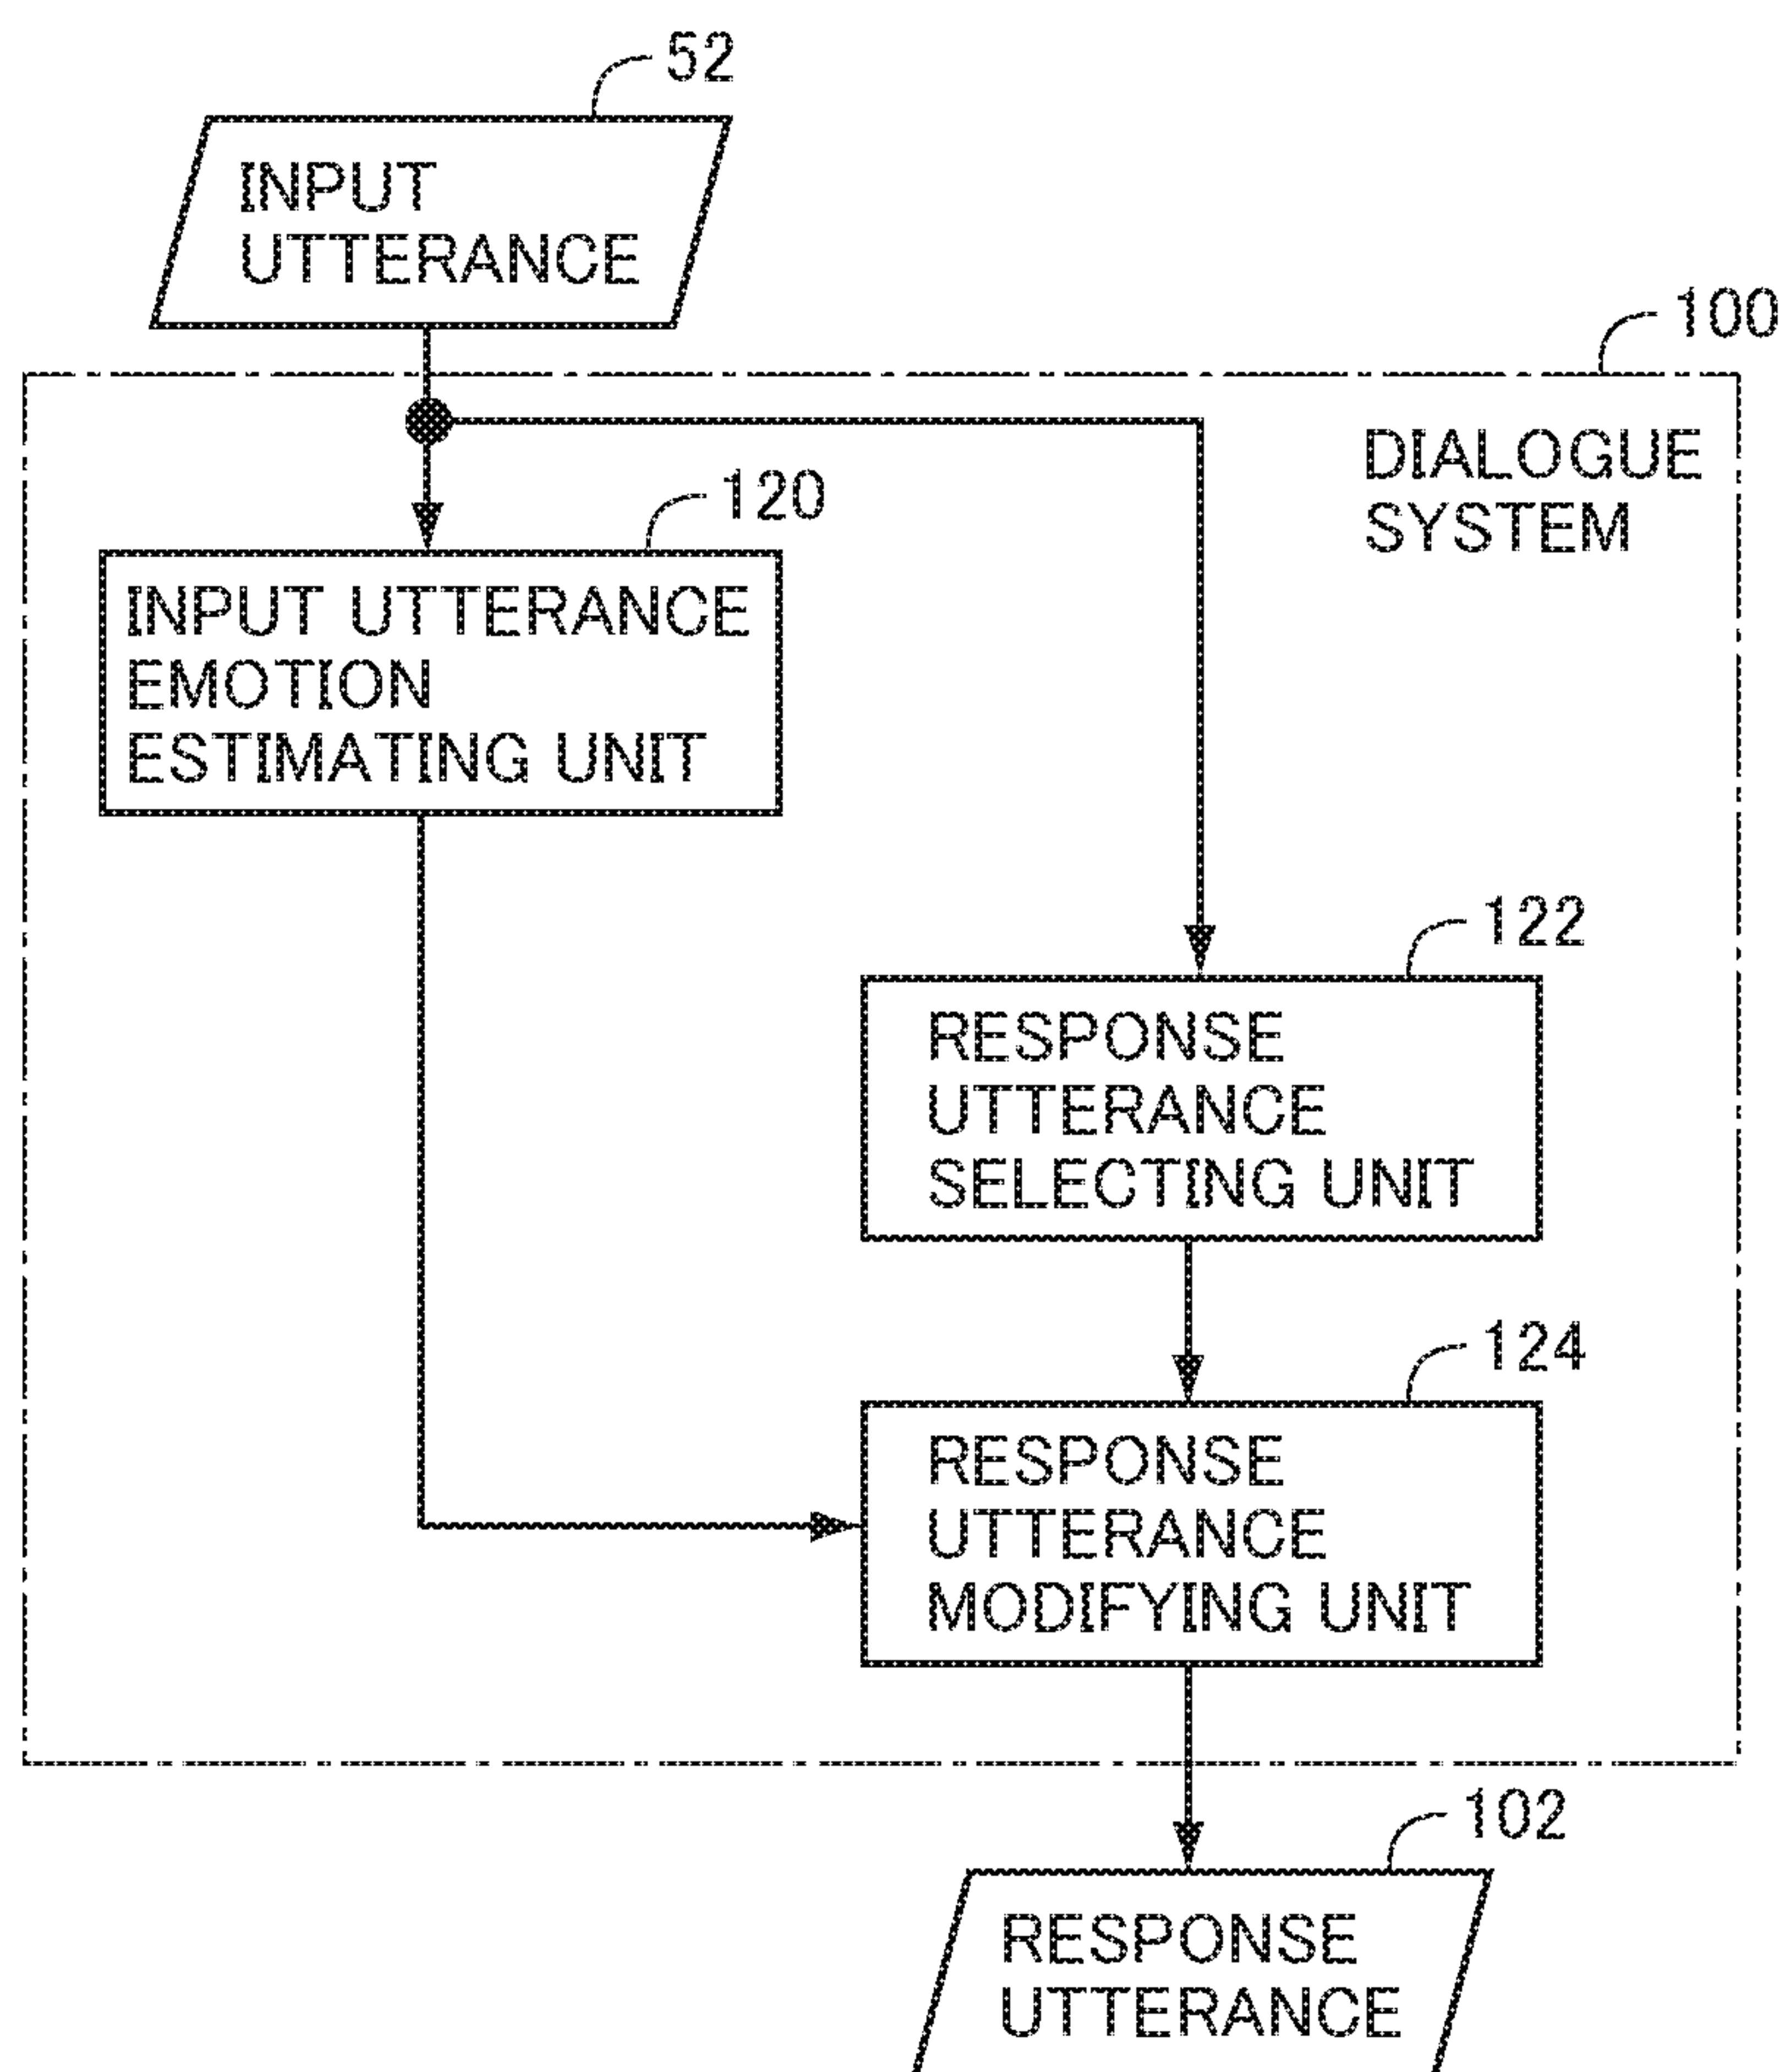 52
INPUT
UTTERANCE
100
DIALOGUE
SYSTEM
120
INPUT UTTERANCE
EMOTION
ESTIMATING UNIT
122
RESPONSE
UTTERANCE
SELECTING UNIT
124
RESPONSE
UTTERANCE
MODIFYING UNIT
102
RESPONSE
UTTERANCE